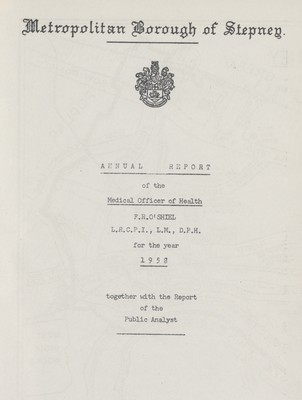 Metropolitan Borough of Stepney.
ANNUAL REPORT
of the
Medical Officer of Health
F.R.O'SHIEL
L.R.C.P.I., L.M., D.P.H.
for the year
1958
together with the Report
of the
Public Analyst